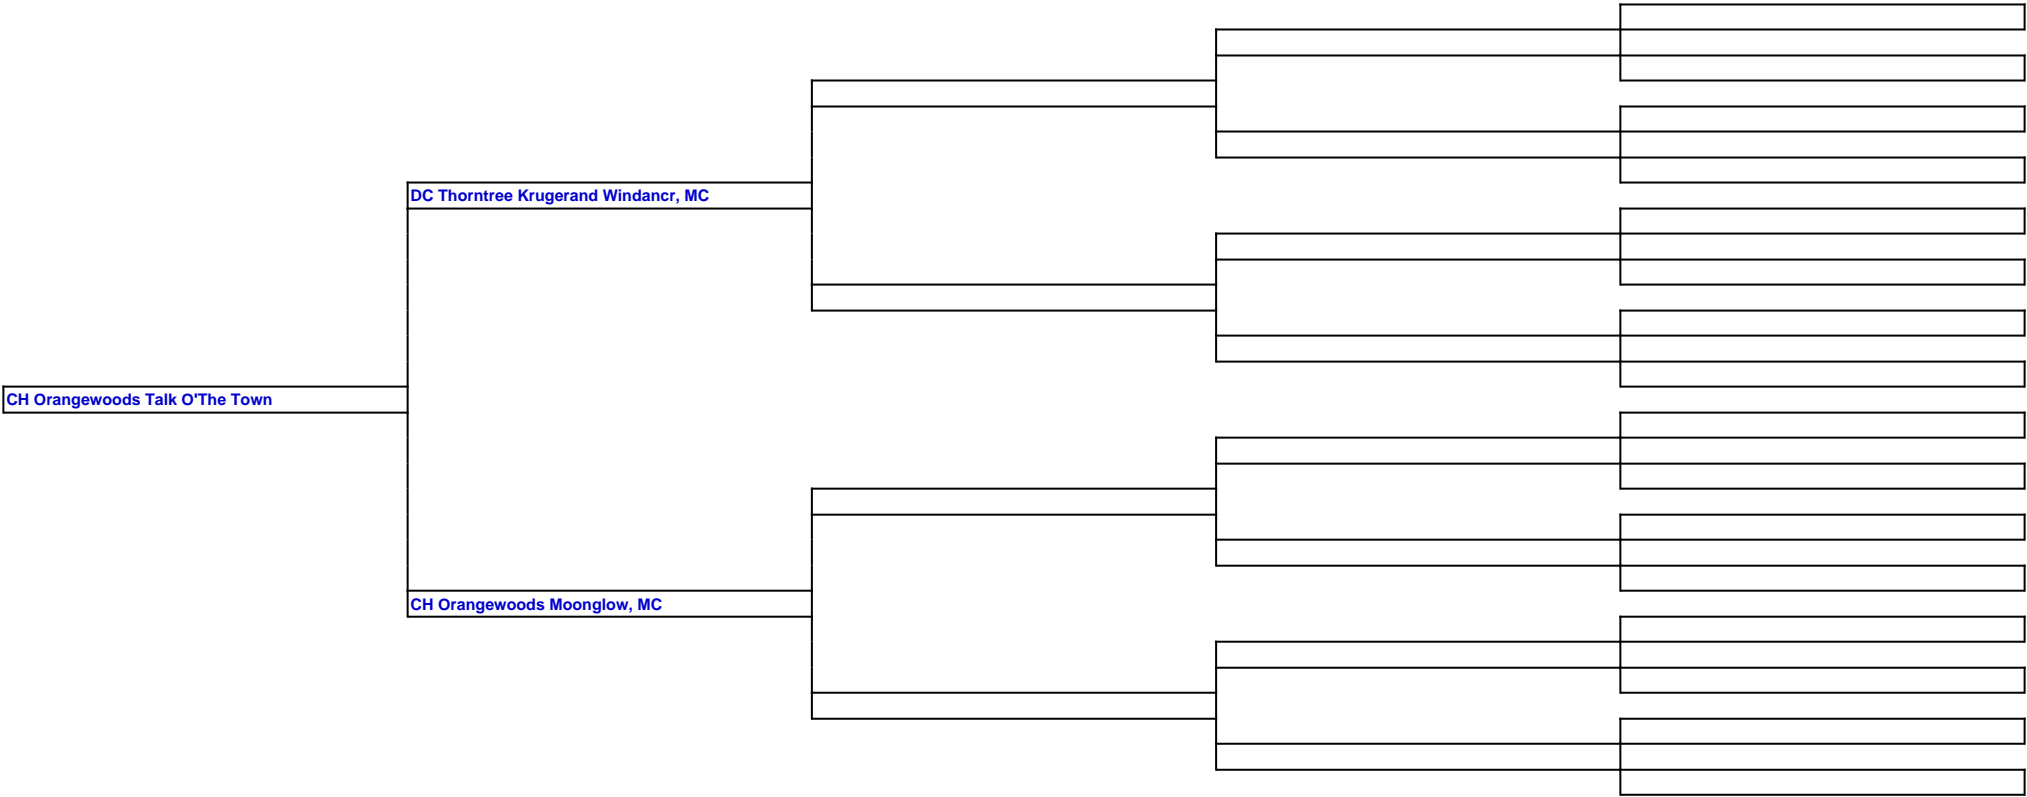 DC Thorntree Krugerand Windancr, MC
CH Orangewoods Talk O'The Town
CH Orangewoods Moonglow, MC